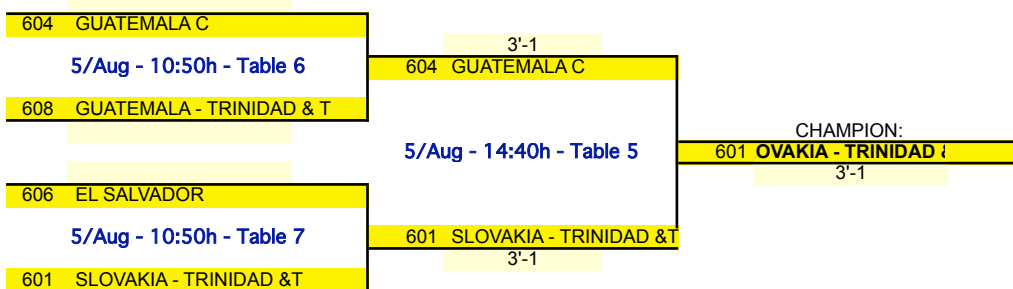 604 GUATEMALA C
5/Aug - 10:50h - Table 6
608 GUATEMALA - TRINIDAD & T
3'-1
604 GUATEMALA C
5/Aug - 14:40h - Table 5
CHAMPION:
601 OVAKIA - TRINIDAD
3'-1
606 EL SALVADOR
5/Aug - 10:50h - Table 7
601 SLOVAKIA - TRINIDAD &T
601 SLOVAKIA - TRINIDAD &T
3'-1